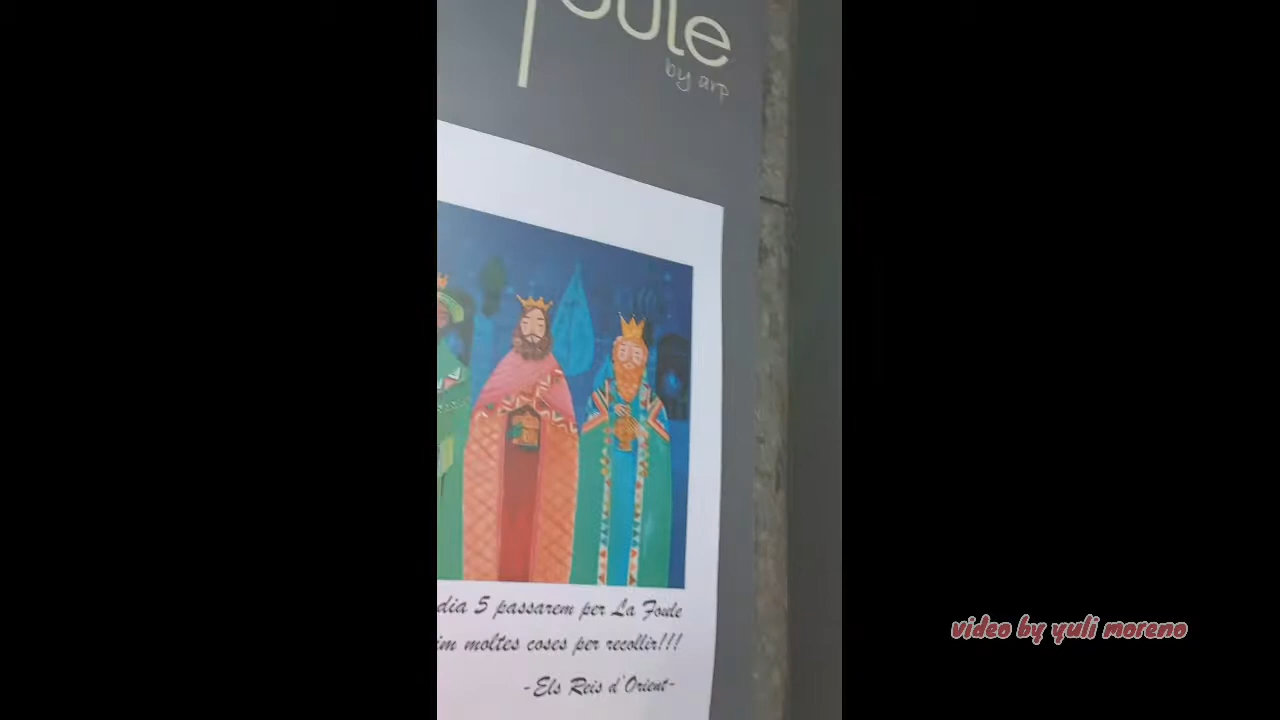 foule
by arp
dia 5 passarem per La Foule
im moltes coses per recollir!!!
-Els Reis d'Orient-
video by yuli moreno